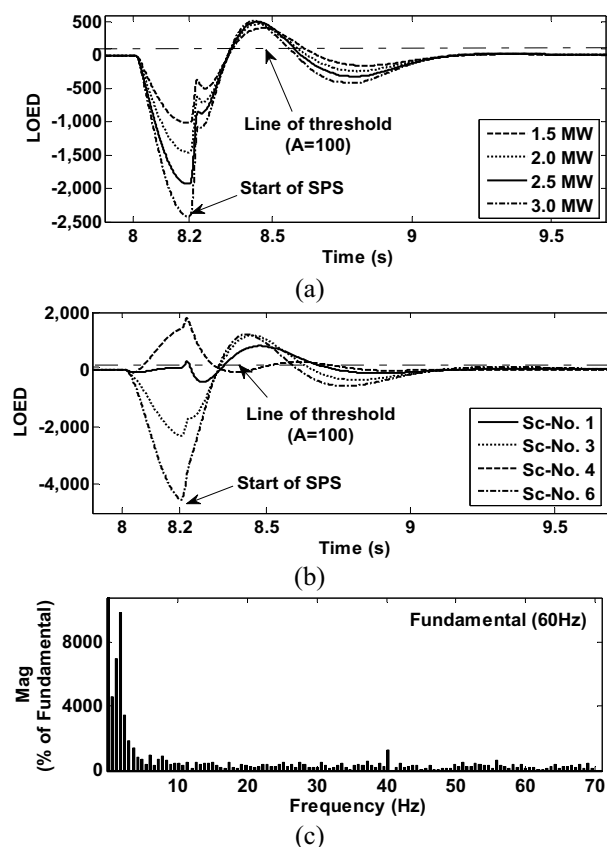 500
0
-500
-1,000
-1,500
-2,000
-2,500
LOED
Line of threshold
(A=100)
Start of SPS
1.5 MW
2.0 MW
2.5 MW
3.0 MW
8 8.2 8.5 9 9.5
Time (s)
(a)
2,000
0
-2,000
-4,000
LOED
Line of threshold
(A=100)
Start of SPS
Sc-No. 1
Sc-No. 3
Sc-No. 4
Sc-No. 6
8 8.2 8.5 9 9.5
Time (s)
(b)
Mag
(% of Fundamental)
8000
4000
0
Fundamental (60Hz)
10 20 30 40 50 60 70
Frequency (Hz)
(c)